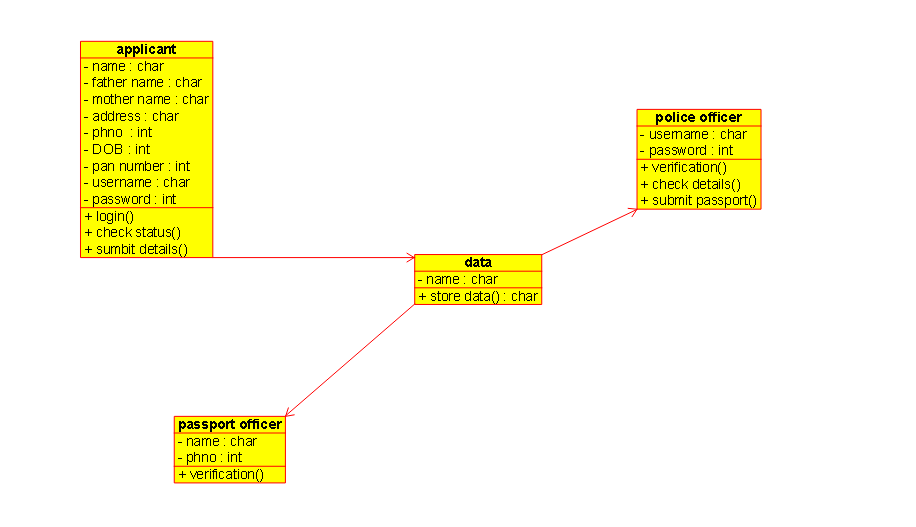 applicant
- name : char
- father name : char
- mother name : char
- address : char
- phno : int
- DOB : int
- pan number : int
- username : char
- password : int
+ login()
+ check status()
+ sumbit details()
police officer
- username : char
- password : int
+ verification()
+ check details()
+ submit passport()
data
- name : char
+ store data() : char
passport officer
- name : char
- phno : int
+ verification()